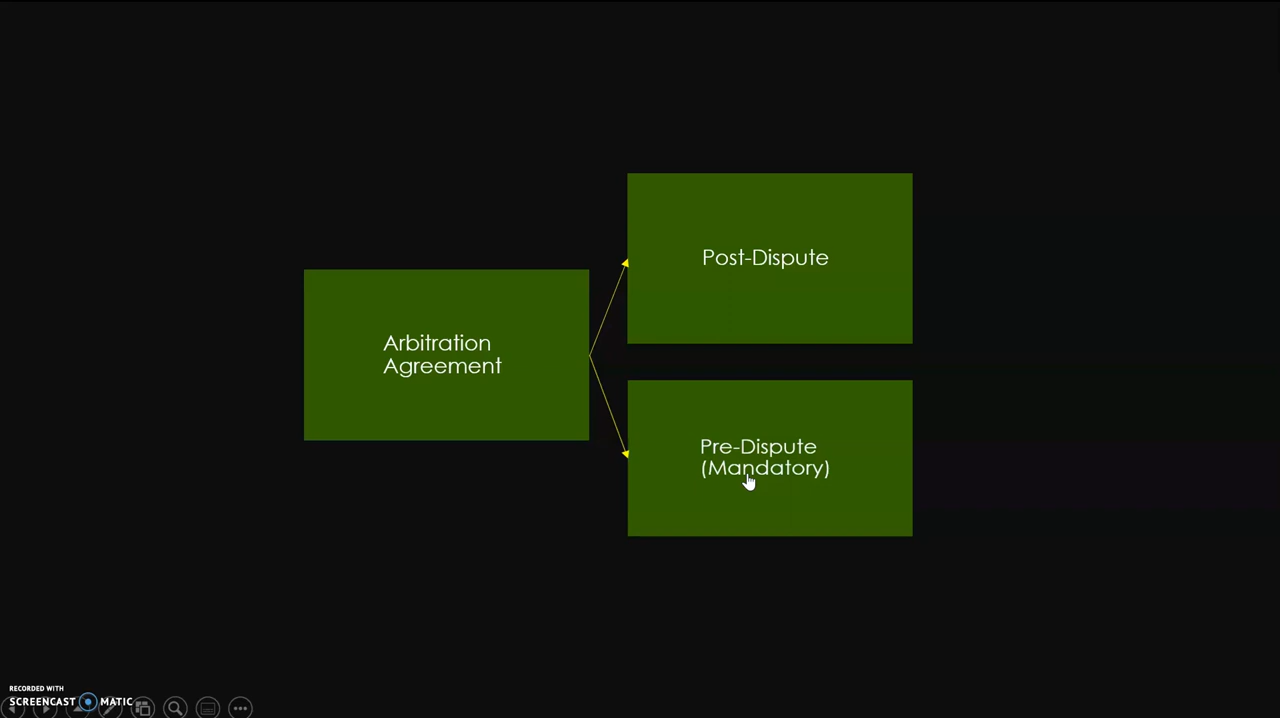 Post-Dispute
Arbitration
Agreement
Pre-Dispute
(Mandatory)
RECORDED WITH
SCREENCAST MATIC